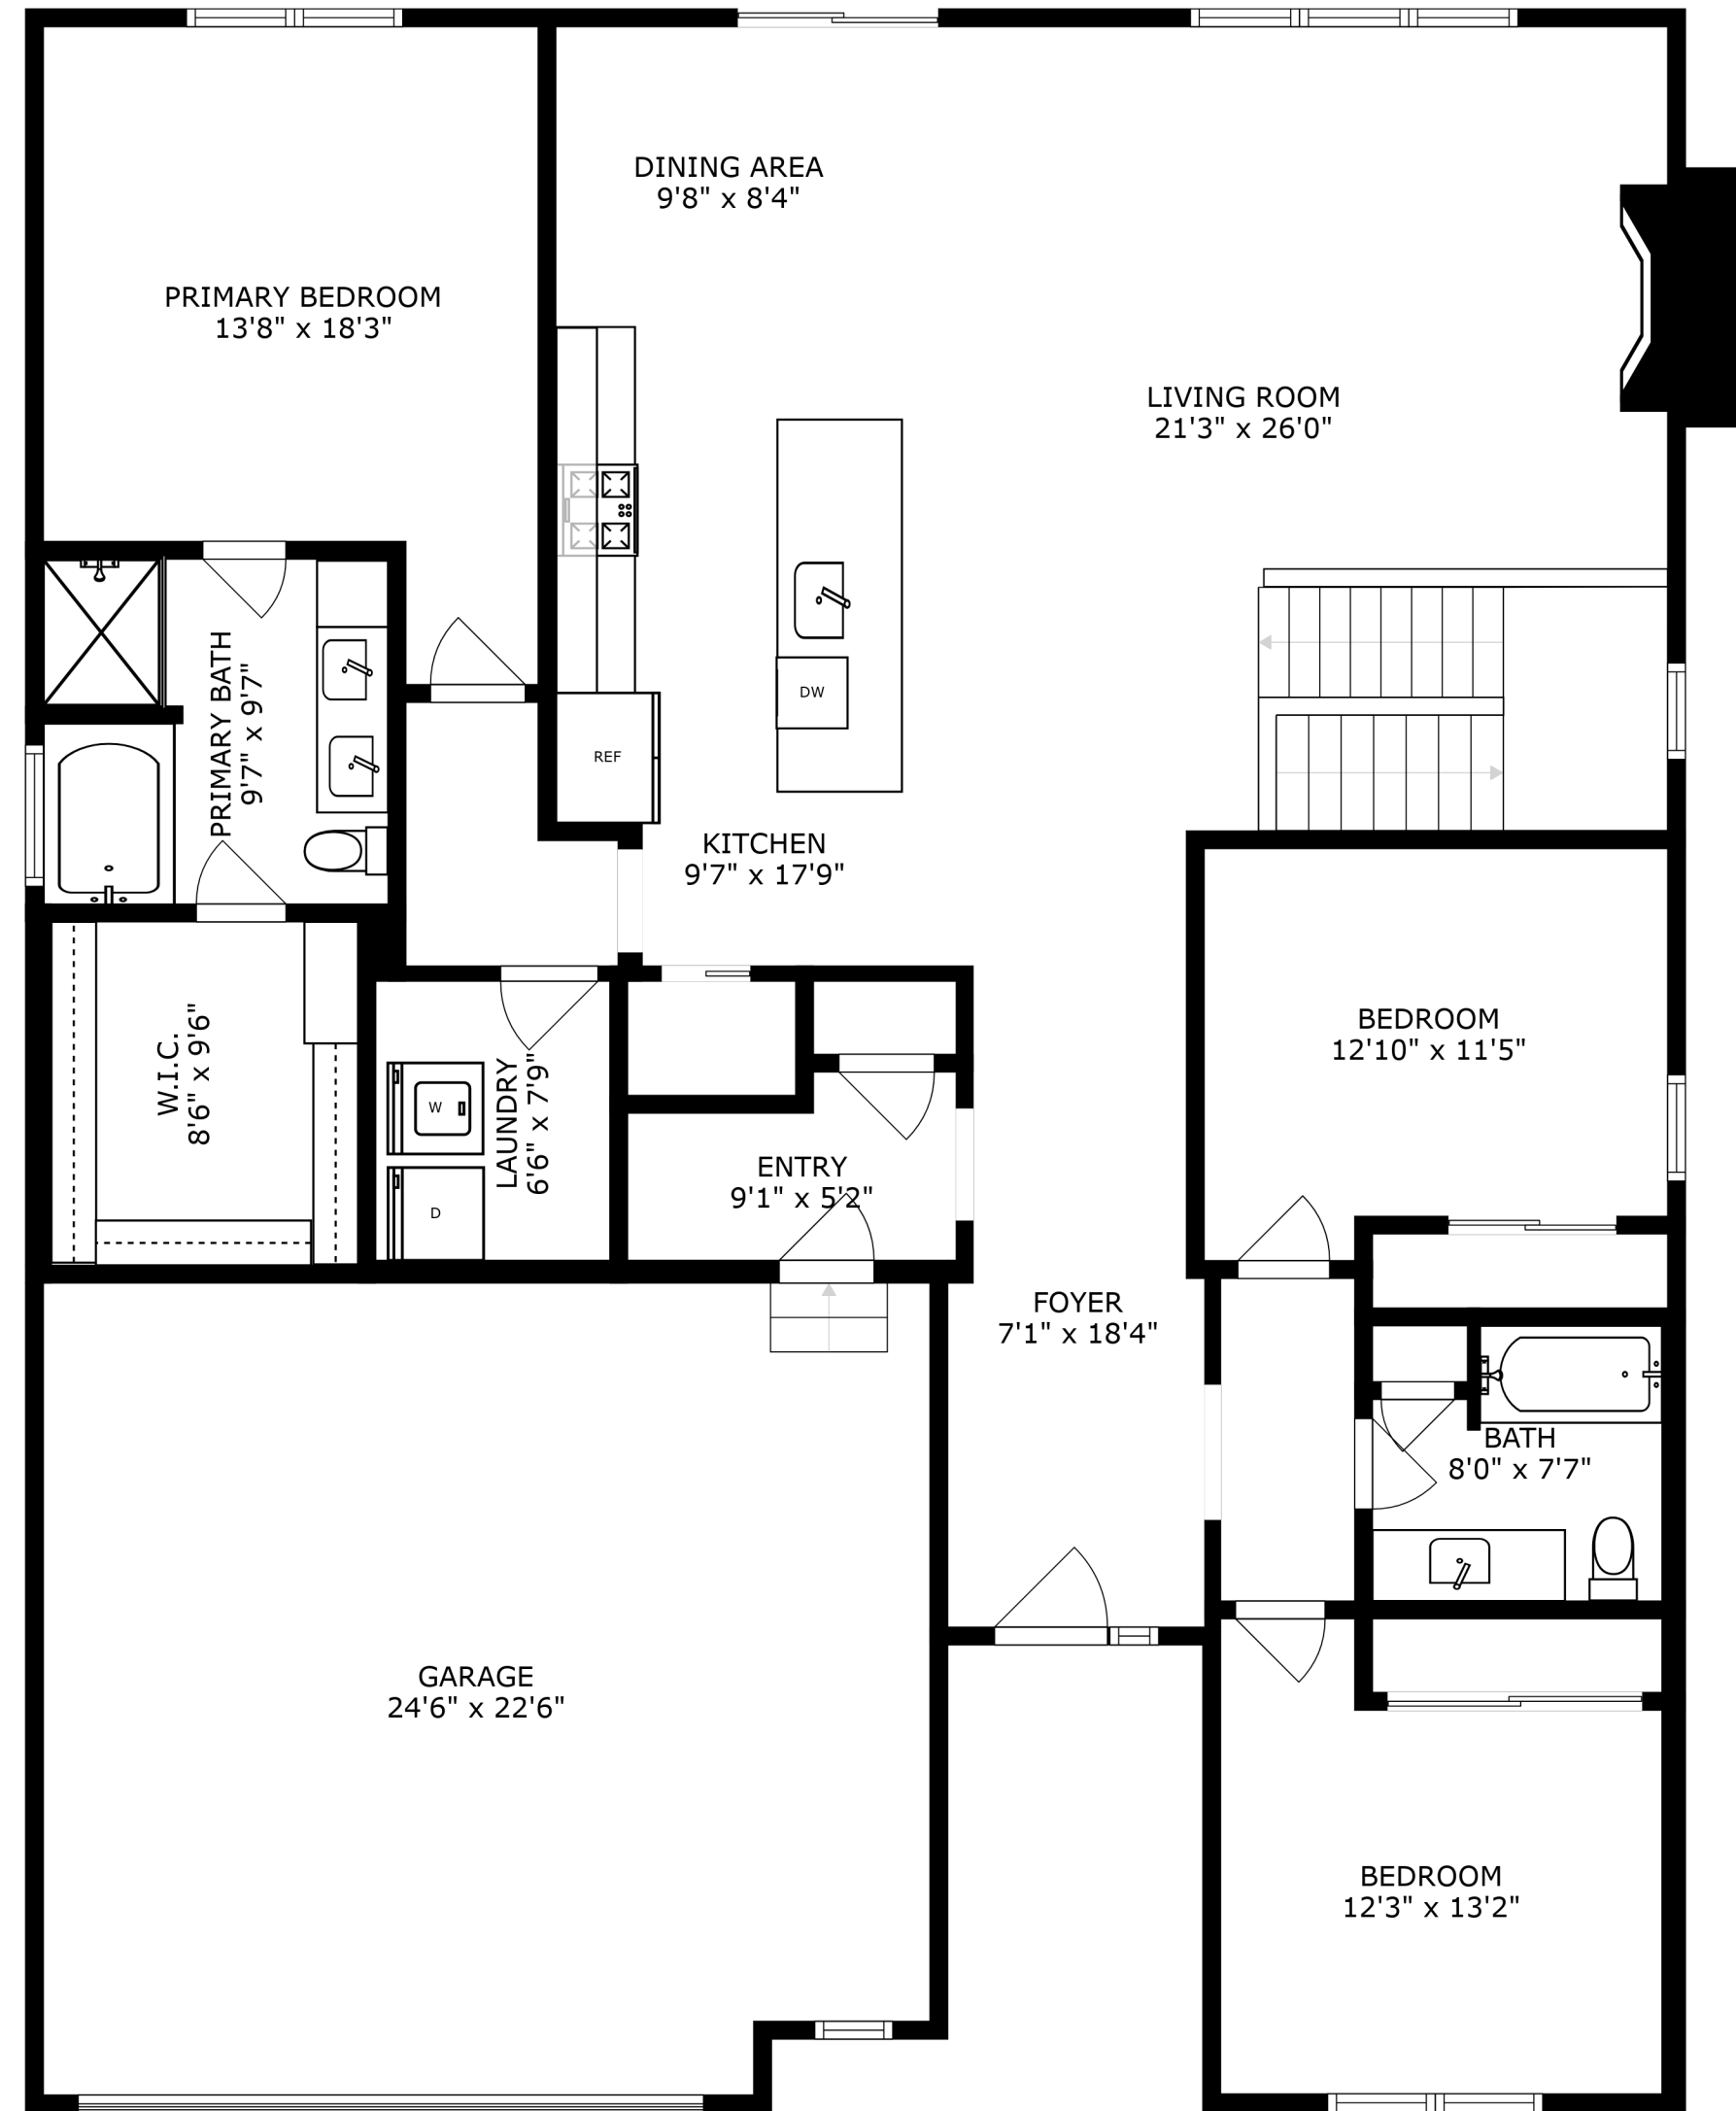 DINING AREA
9'8" x 8'4"
PRIMARY BEDROOM
13'8" x 18'3"
LIVING ROOM
21'3" x 26'0"
PRIMARY BATH
9'7" x 9'7"
DW
REF
KITCHEN
9'7" x 17'9"
BEDROOM
12'10" x 11'5"
W.I.C.
8'6" x 9'6"
LAUNDRY
6'6" x 7'9"
W
D
ENTRY
9'1" x 5'2"
FOYER
7'1" x 18'4"
BATH
8'0" x 7'7"
GARAGE
24'6" x 22'6"
BEDROOM
12'3" x 13'2"